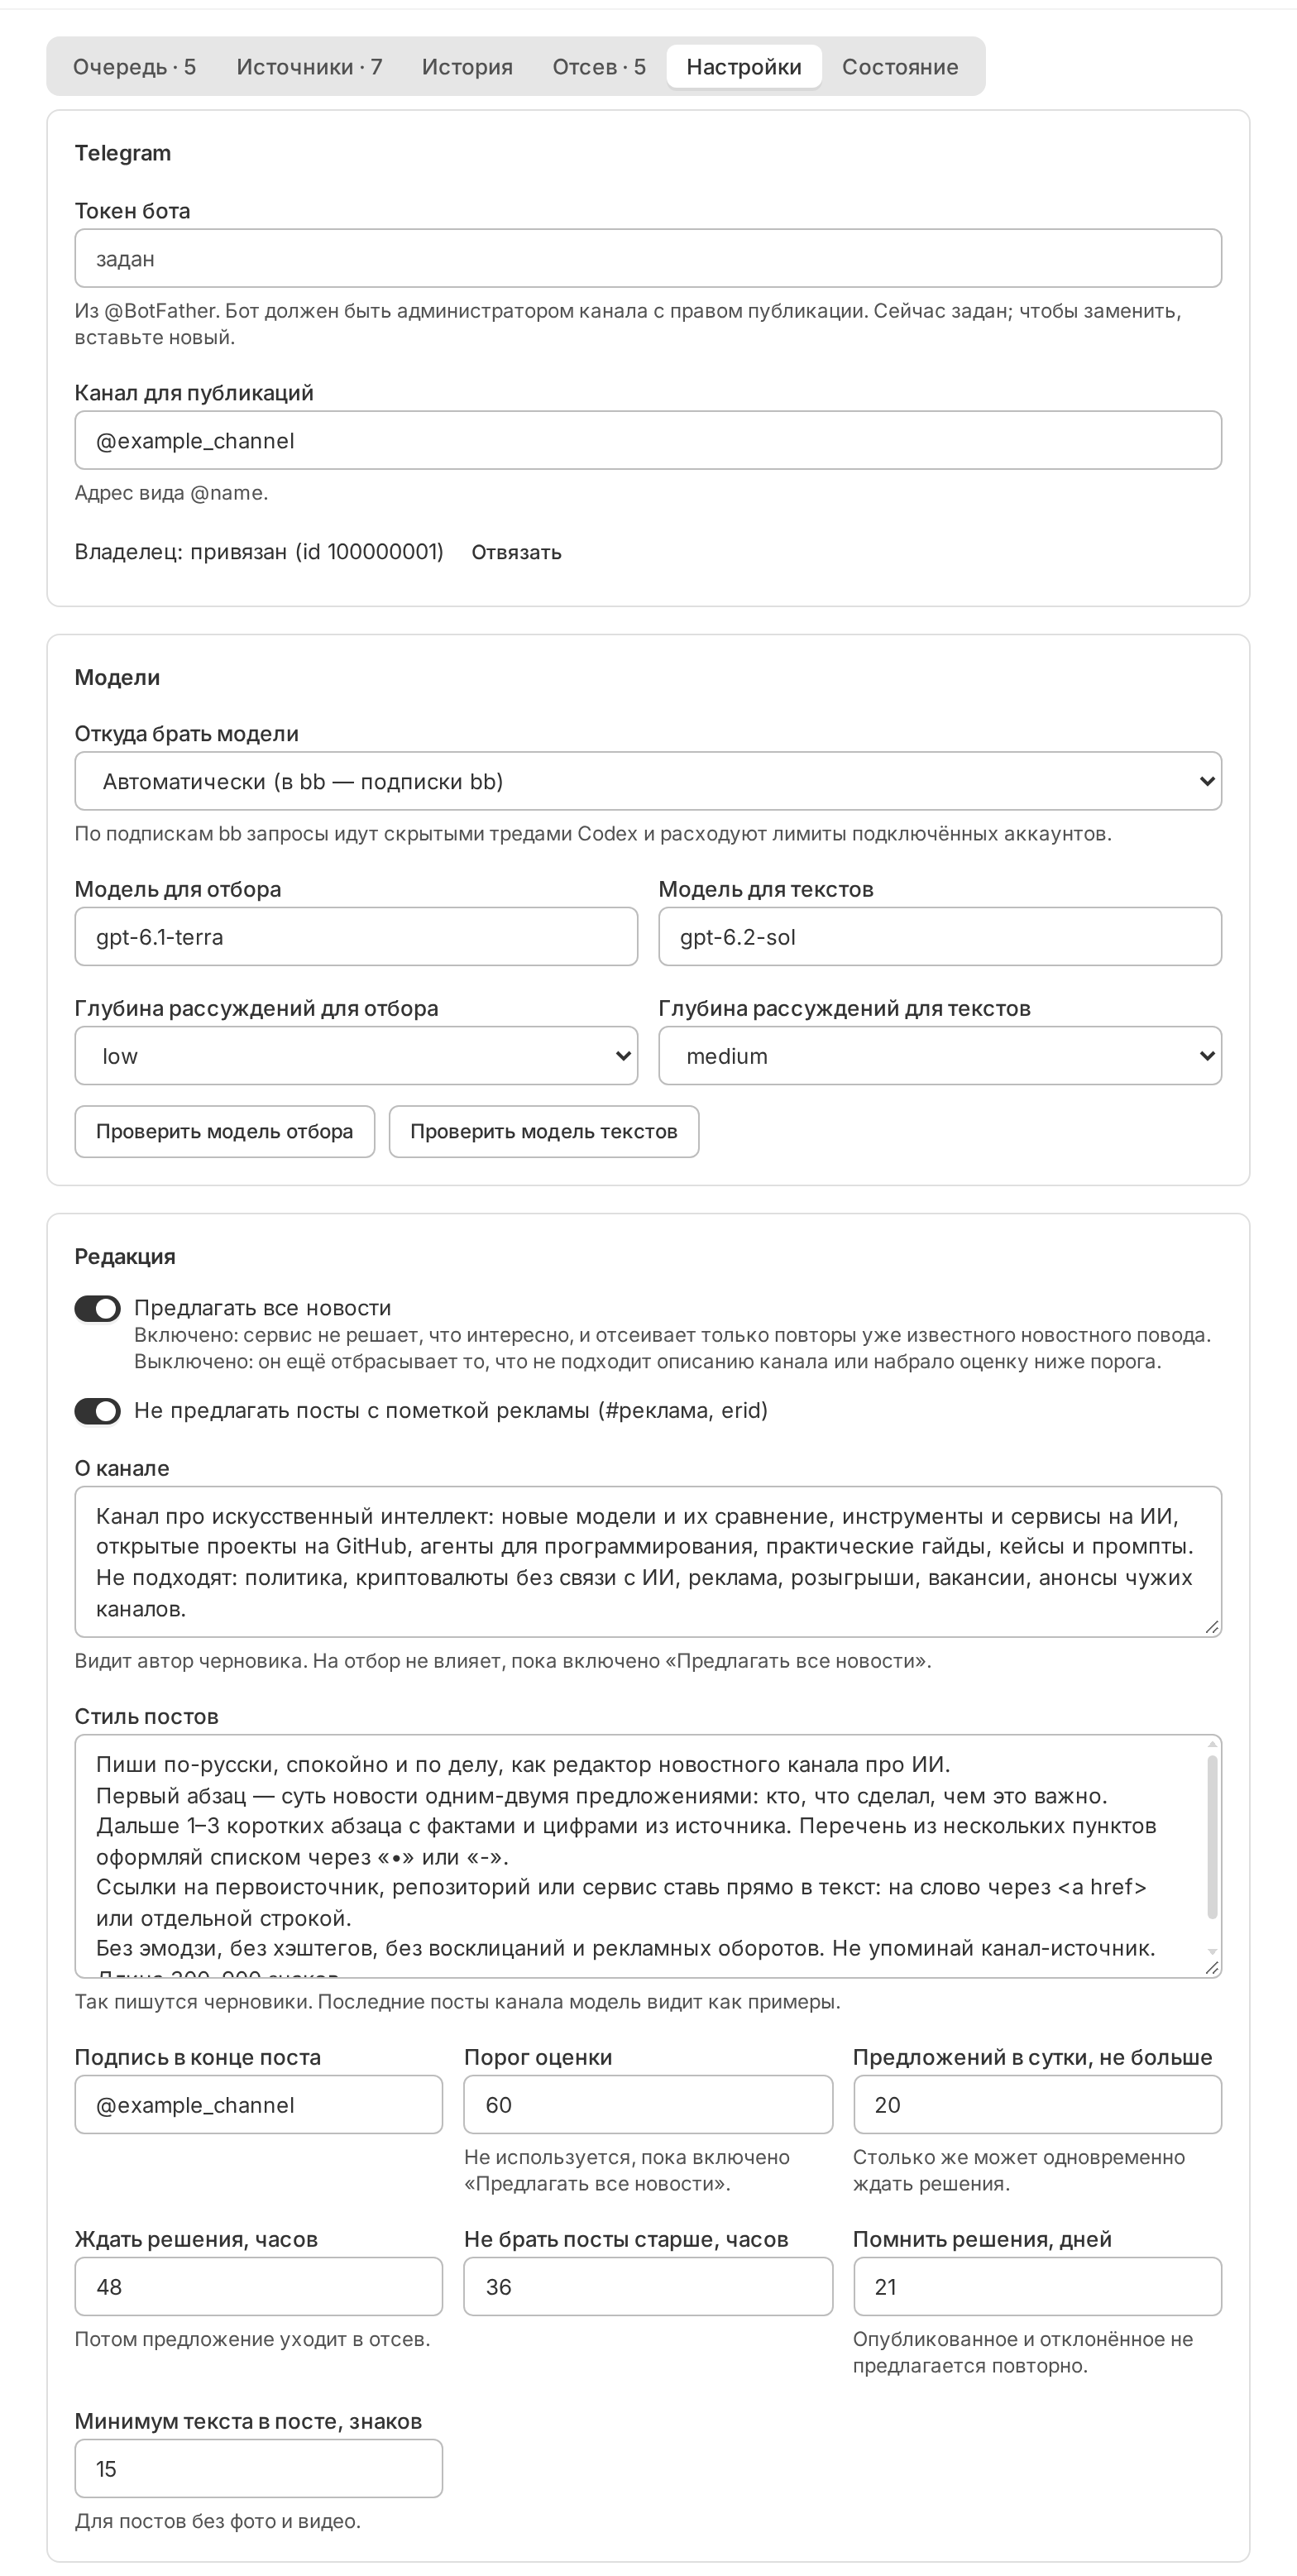 Очередь · 5 Источники · 7 История Отсев · 5 Настройки Состояние
Telegram
Токен бота
задан
Из @BotFather. Бот должен быть администратором канала с правом публикации. Сейчас задан; чтобы заменить,
вставьте новый.
Канал для публикаций
@example_channel
Адрес вида @name.
Владелец: привязан (id 100000001) Отвязать
Модели
Откуда брать модели
Автоматически (в bb — подписки bb)
По подпискам bb запросы идут скрытыми тредами Codex и расходуют лимиты подключённых аккаунтов.
Модель для отбора Модель для текстов
gpt-6.1-terra gpt-6.2-sol
Глубина рассуждений для отбора Глубина рассуждений для текстов
low medium
Проверить модель отбора Проверить модель текстов
Редакция
Предлагать все новости
Включено: сервис не решает, что интересно, и отсеивает только повторы уже известного новостного повода.
Выключено: он ещё отбрасывает то, что не подходит описанию канала или набрало оценку ниже порога.
Не предлагать посты с пометкой рекламы (#реклама, erid)
О канале
Канал про искусственный интеллект: новые модели и их сравнение, инструменты и сервисы на ИИ,
открытые проекты на GitHub, агенты для программирования, практические гайды, кейсы и промпты.
Не подходят: политика, криптовалюты без связи с ИИ, реклама, розыгрыши, вакансии, анонсы чужих
каналов.
Видит автор черновика. На отбор не влияет, пока включено «Предлагать все новости».
Стиль постов
Пиши по-русски, спокойно и по делу, как редактор новостного канала про ИИ.
Первый абзац — суть новости одним-двумя предложениями: кто, что сделал, чем это важно.
Дальше 1–3 коротких абзаца с фактами и цифрами из источника. Перечень из нескольких пунктов
оформляй списком через «•» или «-».
Ссылки на первоисточник, репозиторий или сервис ставь прямо в текст: на слово через <a href>
или отдельной строкой.
Без эмодзи, без хэштегов, без восклицаний и рекламных оборотов. Не упоминай канал-источник.
Так пишутся черновики. Последние посты канала модель видит как примеры.
Подпись в конце поста Порог оценки Предложений в сутки, не больше
@example_channel 60 20
Не используется, пока включено Столько же может одновременно
«Предлагать все новости». ждать решения.
Ждать решения, часов Не брать посты старше, часов Помнить решения, дней
48 36 21
Потом предложение уходит в отсев. Опубликованное и отклонённое не
предлагается повторно.
Минимум текста в посте, знаков
15
Для постов без фото и видео.